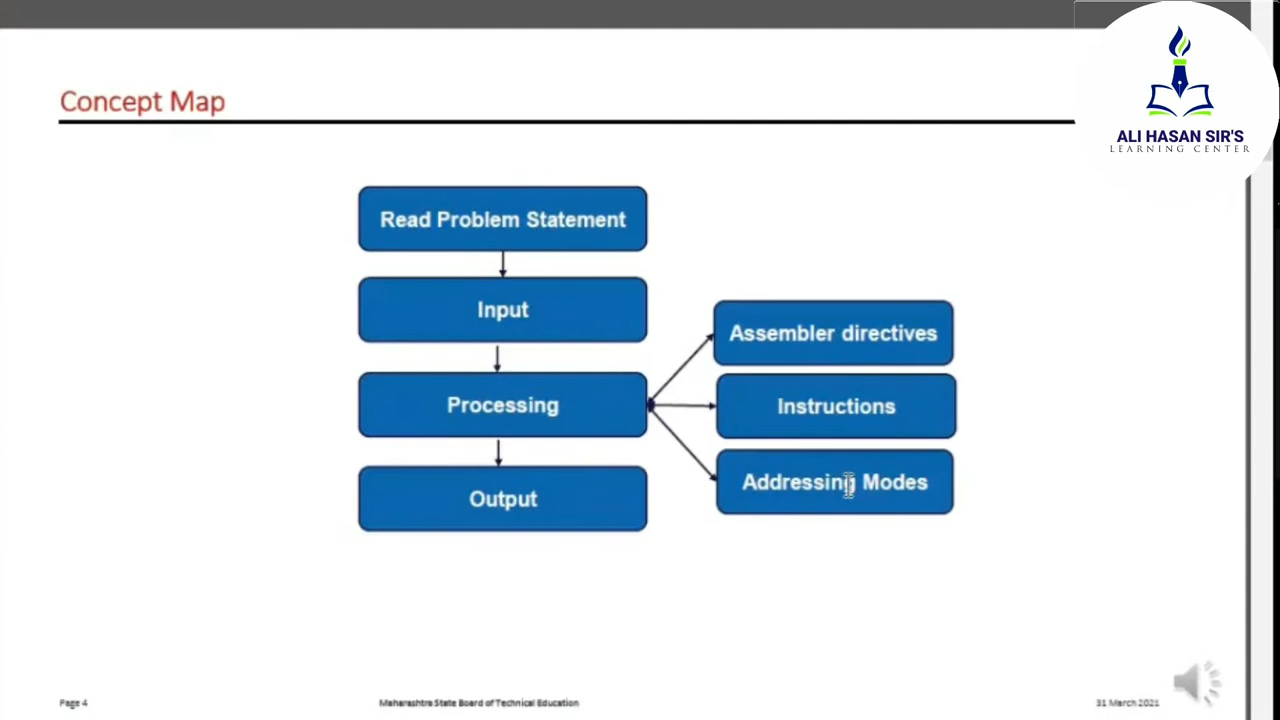 Concept Map
ALI HASAN SIR'S
LEARNING CENTER
Read Problem Statement
Input
Processing
Output
Assembler directives
Instructions
Addressing Modes
Page 4
Maharashtra State Board of Technical Education
31 March 2021